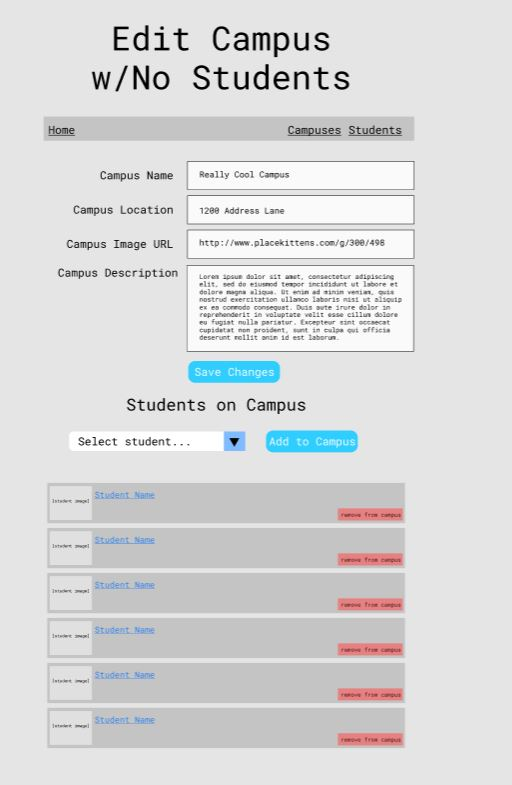 Edit Campus
w/No Students
Home Campuses Students
Campus Name Really Cool Campus
Campus Location 1200 Address Lane
Campus Image URL http://www.placekittens.com/g/300/498
Campus Description Lorem ipsum dolor sit amet, consectetur adipiscing
elit, sed do eiusmod tempor incididunt ut labore et
dolore magna aliqua. Ut enim ad minim veniam, quis
nostrud exercitation ullamco laboris nisi ut aliquip
ex ea commodo consequat. Duis aute irure dolor in
reprehenderit in voluptate velit esse cillum dolore
eu fugiat nulla pariatur. Excepteur sint occaecat
cupidatat non proident, sunt in culpa qui officia
deserunt mollit anim id est laborum.
Save Changes
Students on Campus
Select student... Add to Campus
Student Name
[student image]
remove from campus
Student Name
[student image]
remove from campus
Student Name
[student image]
remove from campus
Student Name
[student image]
remove from campus
Student Name
[student image]
remove from campus
Student Name
[student image]
remove from campus